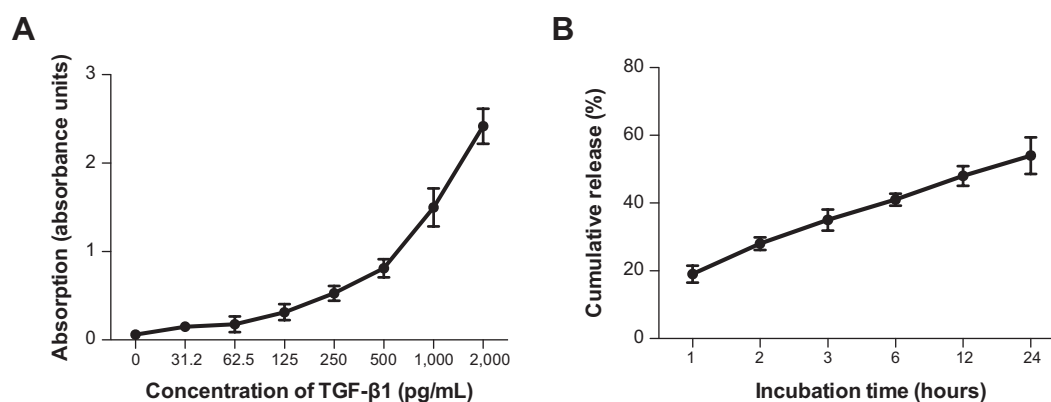 A
Absorption (absorbance units)
3
2
1
0
0 31.2 62.5 125 250 500 1,000 2,000
Concentration of TGF-β1 (pg/mL)
B
Cumulative release (%)
80
60
40
20
0
1 2 3 6 12 24
Incubation time (hours)